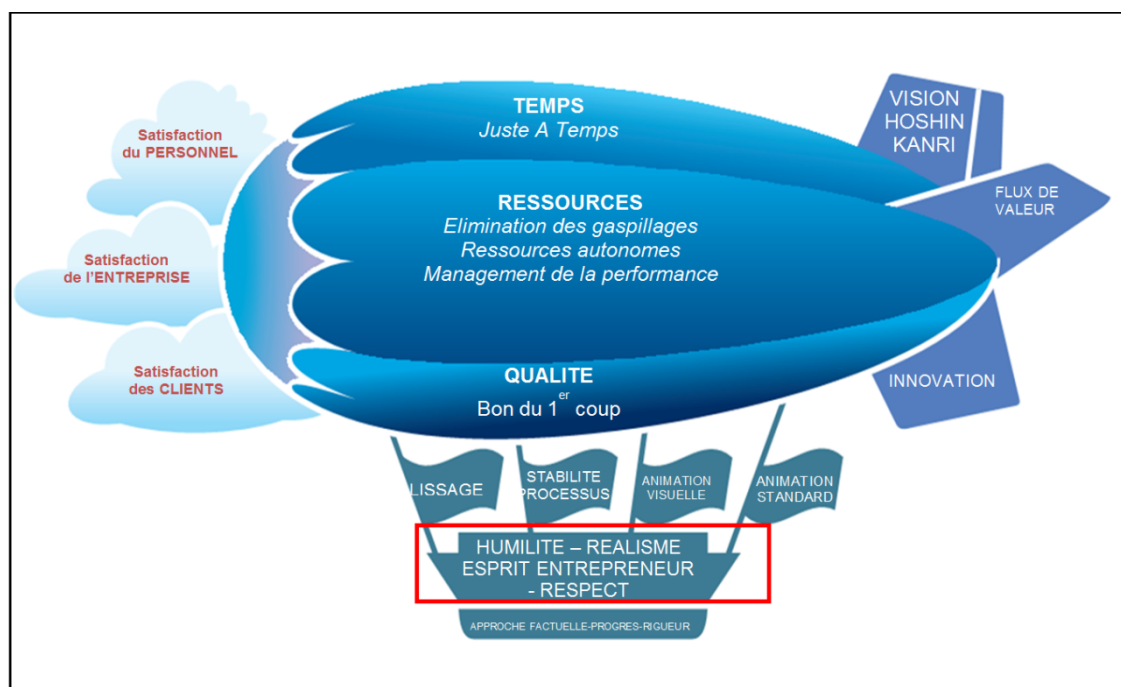 TEMPS
Juste A Temps
VISION
HOSHIN
KANRI
Satisfaction
du PERSONNEL
RESSOURCES
Elimination des gaspillages
Ressources autonomes
Management de la performance
FLUX DE
VALEUR
Satisfaction
de l'ENTREPRISE
Satisfaction
des CLIENTS
QUALITE
Bon du 1er coup
INNOVATION
LISSAGE
STABILITE
PROCESSUS
ANIMATION
VISUELLE
ANIMATION
STANDARD
HUMILITE – REALISME
ESPRIT ENTREPRENEUR
- RESPECT
APPROCHE FACTUELLE-PROGRES-RIGUEUR